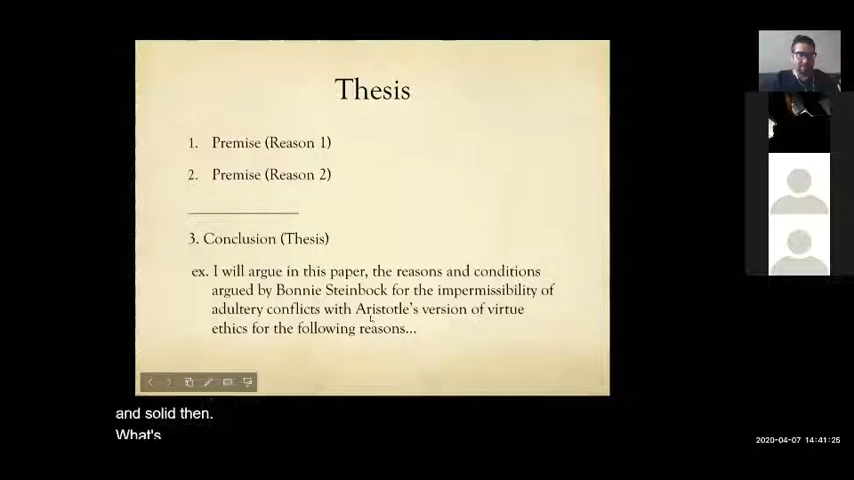 Thesis
1. Premise (Reason 1)
2. Premise (Reason 2)
3. Conclusion (Thesis)
ex. I will argue in this paper, the reasons and conditions
argued by Bonnie Steinbock for the impermissibility of
adultery conflicts with Aristotle's version of virtue
ethics for the following reasons...
and solid then.
What's
2020-04-07 14:41:25